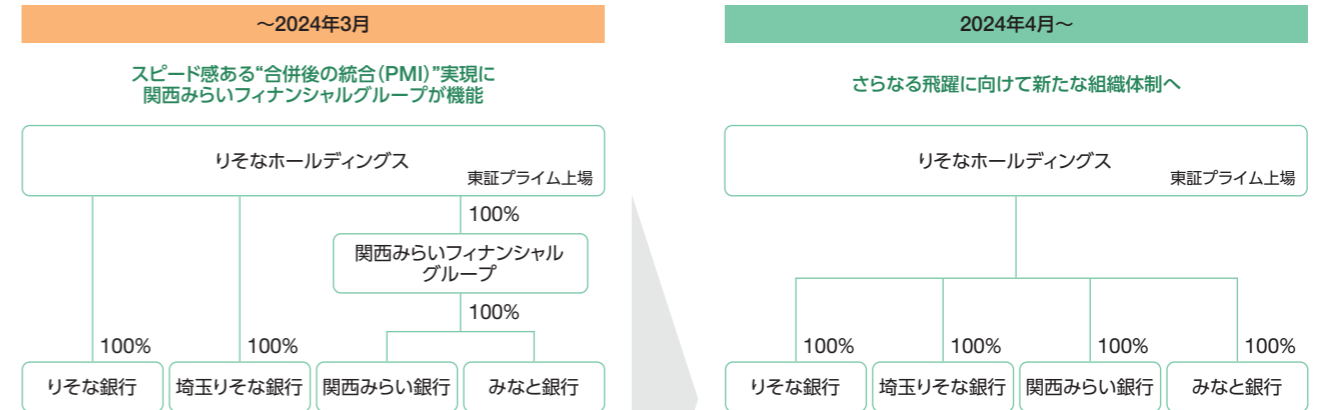 ～2024年3月
スピード感ある“合併後の統合（PMI）”実現に
関西みらいフィナンシャルグループが機能
りそなホールディングス
東証プライム上場
100%
関西みらいフィナンシャル
グループ
100%
100%
100%
りそな銀行
埼玉りそな銀行
関西みらい銀行
みなと銀行
2024年4月～
さらなる飛躍に向けて新たな組織体制へ
りそなホールディングス
東証プライム上場
100%
100%
100%
100%
りそな銀行
埼玉りそな銀行
関西みらい銀行
みなと銀行